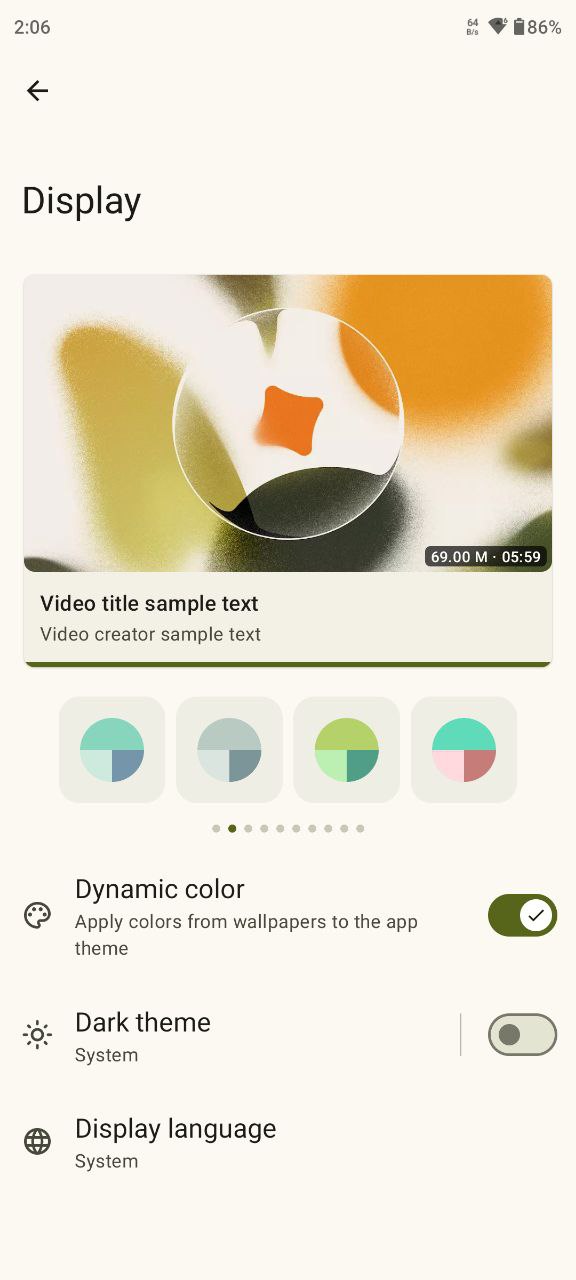 2:06
64
B/s
6
86%
Display
69.00 M · 05:59
Video title sample text
Video creator sample text
Dynamic color
Apply colors from wallpapers to the app
theme
Dark theme
System
Display language
System